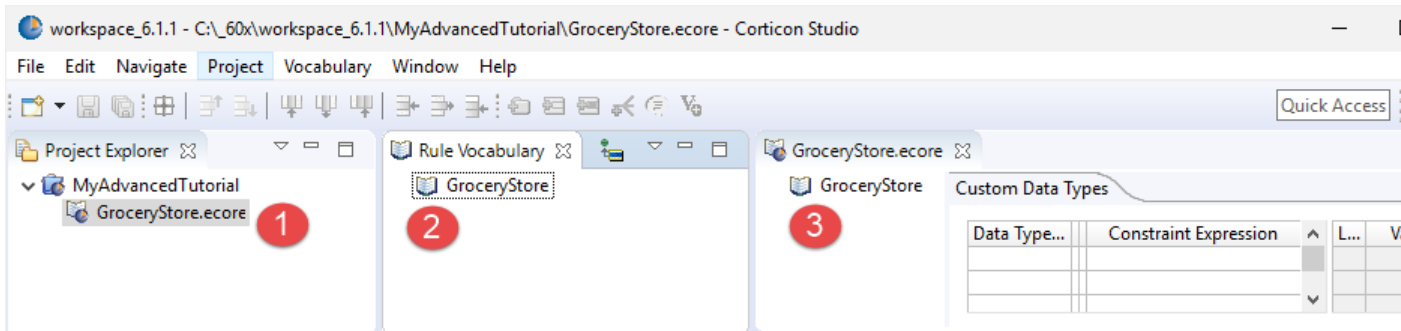 workspace_6.1.1 - C:\_60x\workspace_6.1.1\MyAdvancedTutorial\GroceryStore.ecore - Corticon Studio
File Edit Navigate Project Vocabulary Window Help
Quick Access
Project Explorer
MyAdvancedTutorial
GroceryStore.ecore
1
Rule Vocabulary
GroceryStore
2
GroceryStore.ecore
GroceryStore
3
Custom Data Types
Data Type... Constraint Expression L... V